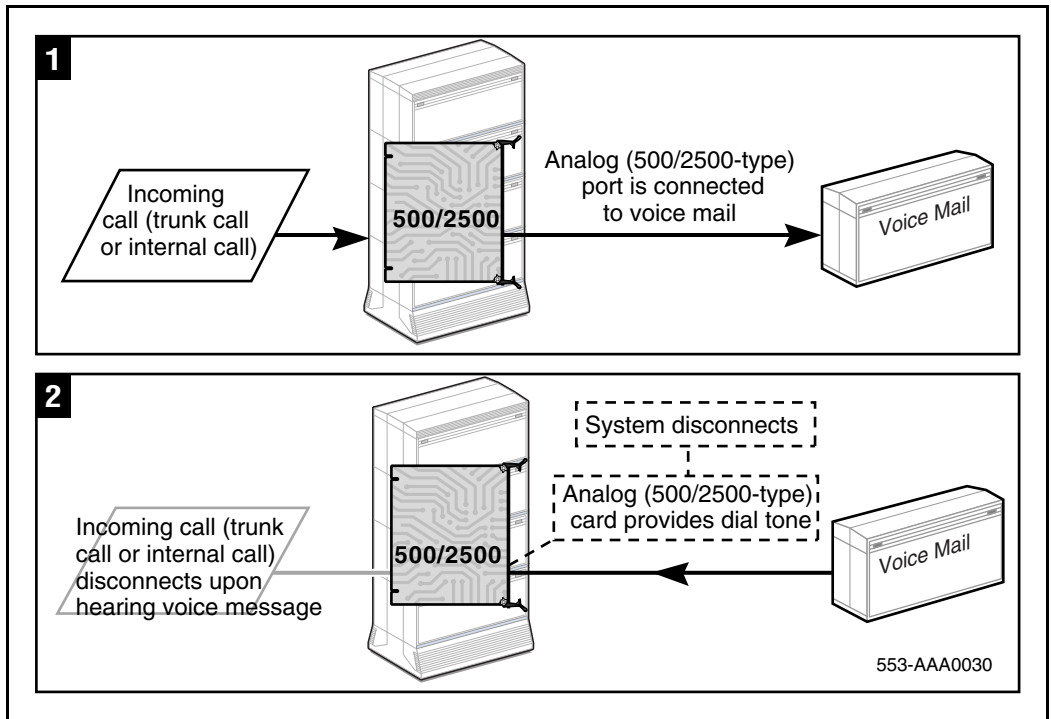 1
Incoming
call (trunk call
or internal call)
500/2500
Analog (500/2500-type)
port is connected
to voice mail
Voice Mail
2
Incoming call (trunk
call or internal call)
disconnects upon
hearing voice message
500/2500
System disconnects
Analog (500/2500-type)
card provides dial tone
Voice Mail
553-AAA0030